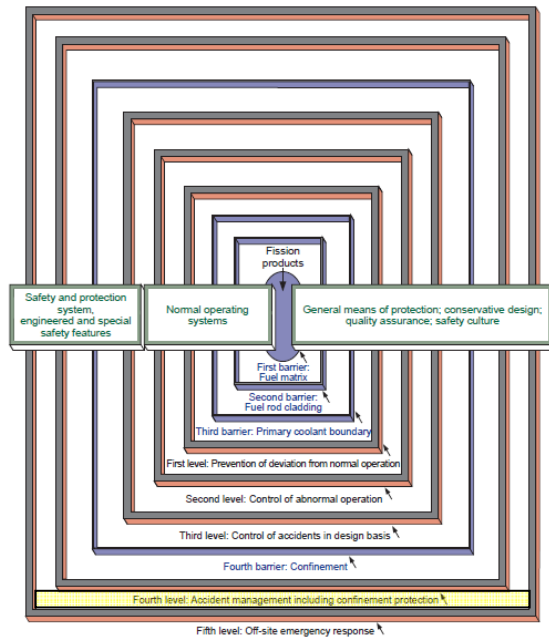 Fission
products
Safety and protection
system,
engineered and special
safety features
Normal operating
systems
General means of protection; conservative design;
quality assurance; safety culture
First barrier:
Fuel matrix
Second barrier:
Fuel rod cladding
Third barrier: Primary coolant boundary
First level: Prevention of deviation from normal operation
Second level: Control of abnormal operation
Third level: Control of accidents in design basis
Fourth barrier: Confinement
Fourth level: Accident management including confinement protection
Fifth level: Off-site emergency response